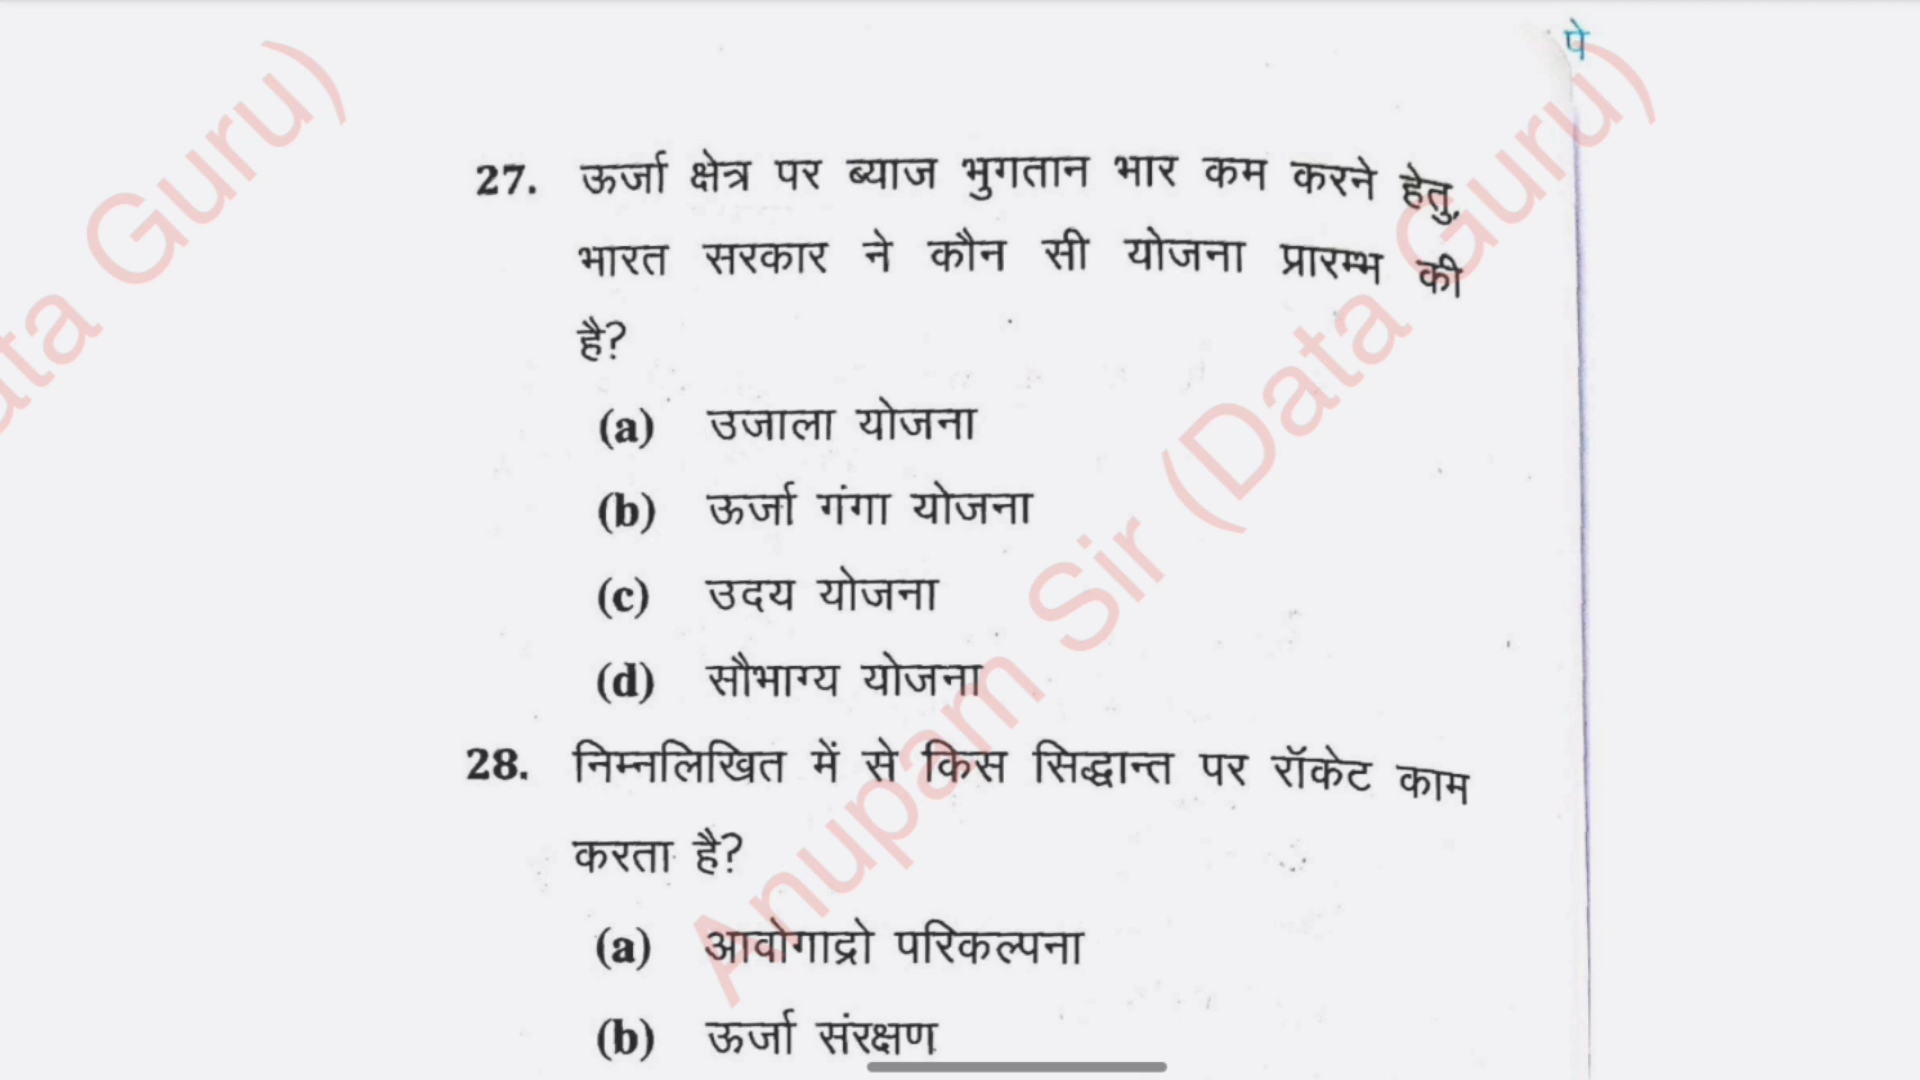 पे
27. ऊर्जा क्षेत्र पर ब्याज भुगतान भार कम करने हेतु,
भारत सरकार ने कौन सी योजना प्रारम्भ की
है?
(a) उजाला योजना
(b) ऊर्जा गंगा योजना
(c) उदय योजना
(d) सौभाग्य योजना
28. निम्नलिखित में से किस सिद्धान्त पर रॉकेट काम
करता है?
(a) आवोगाद्रो परिकल्पना
(b) ऊर्जा संरक्षण
ata Guru)
Anupam Sir (Data Guru)